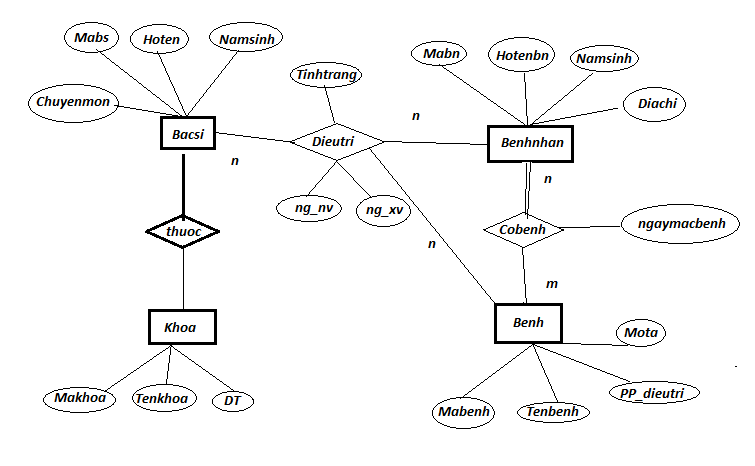 Mabs
Hoten
Namsinh
Chuyenmon
Bacsi
n
Tinhtrang
Dieutri
n
ng_nv
ng_xv
n
Mabn
Hotenbn
Namsinh
Diachi
Benhnhan
n
Cobenh
ngaymacbenh
m
thuoc
Khoa
Makhoa
Tenkhoa
DT
Benh
Mota
PP_dieutri
Mabenh
Tenbenh